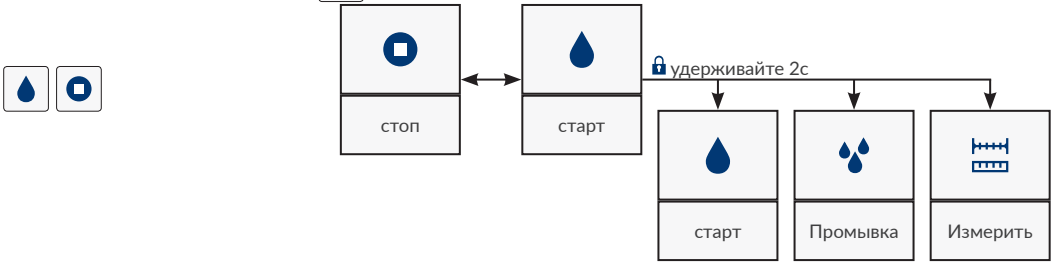 удерживайте 2с
стоп
старт
старт
Промывка
Измерить